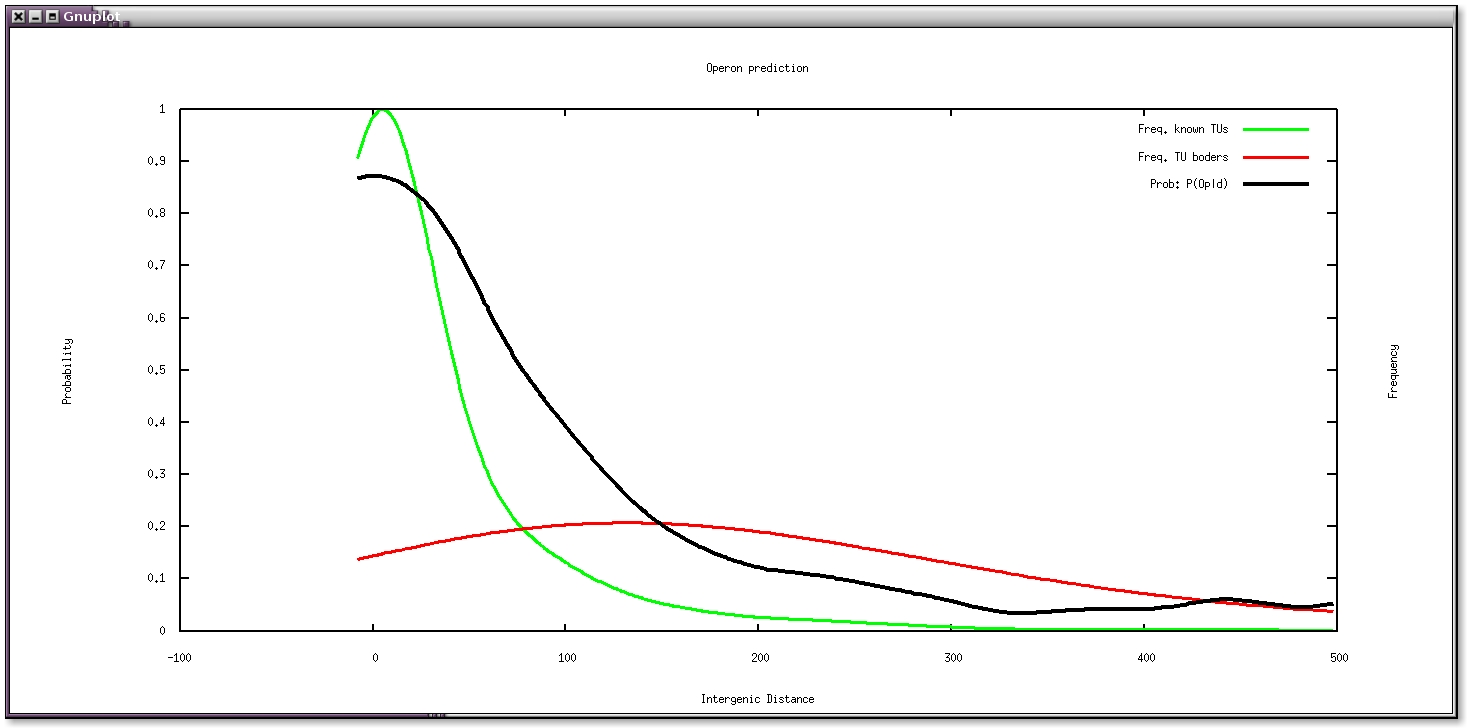 Gnuplot
Operon prediction
Freq. known TUs
Freq. TU boders
Prob: P(Op|d)
1
0.9
0.8
0.7
0.6
0.5
0.4
0.3
0.2
0.1
0
Probability
Frequency
-100 0 100 200 300 400 500
Intergenic Distance